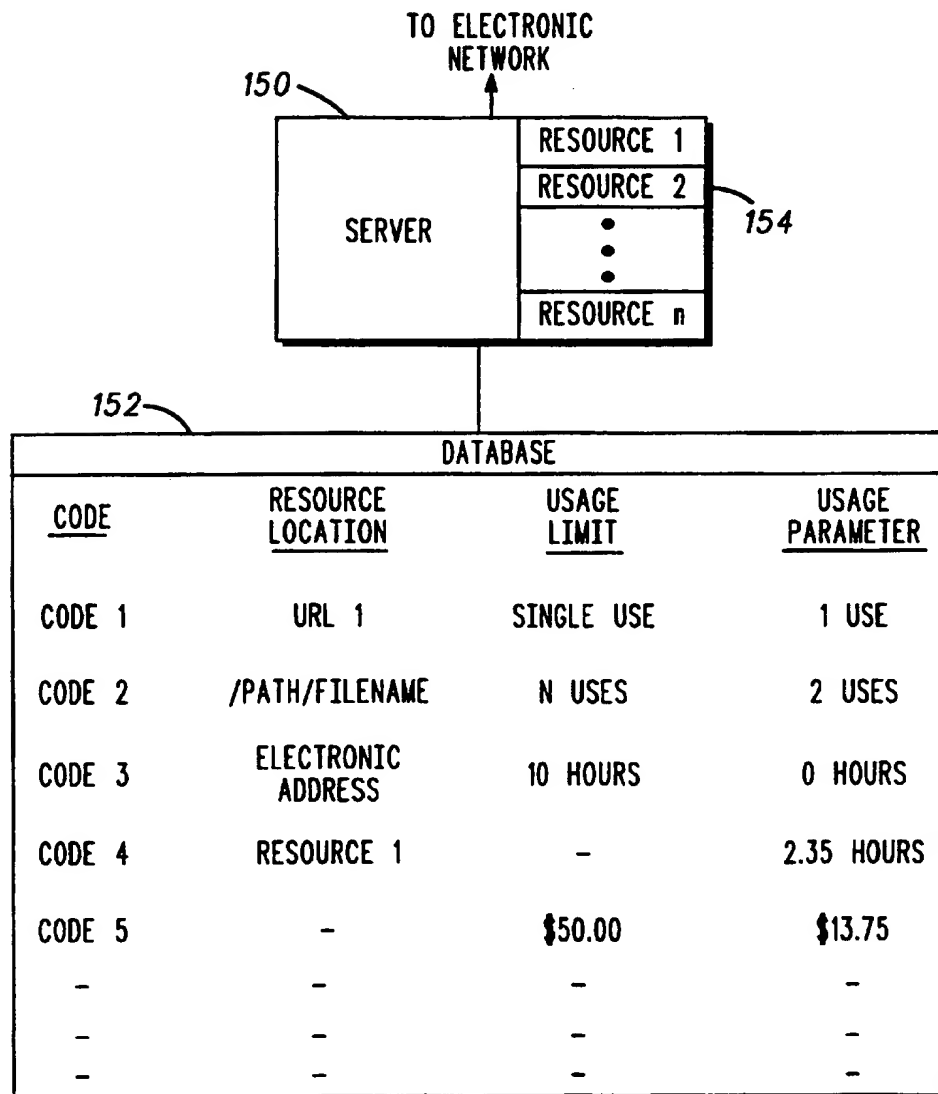 TO ELECTRONIC
NETWORK
150
RESOURCE 1
RESOURCE 2
SERVER
154
RESOURCE n
152
DATABASE
CODE RESOURCE LOCATION USAGE LIMIT USAGE PARAMETER
CODE 1 URL 1 SINGLE USE 1 USE
CODE 2 /PATH/FILENAME N USES 2 USES
CODE 3 ELECTRONIC ADDRESS 10 HOURS 0 HOURS
CODE 4 RESOURCE 1 – 2.35 HOURS
CODE 5 – $50.00 $13.75
– – – –
– – – –
– – – –